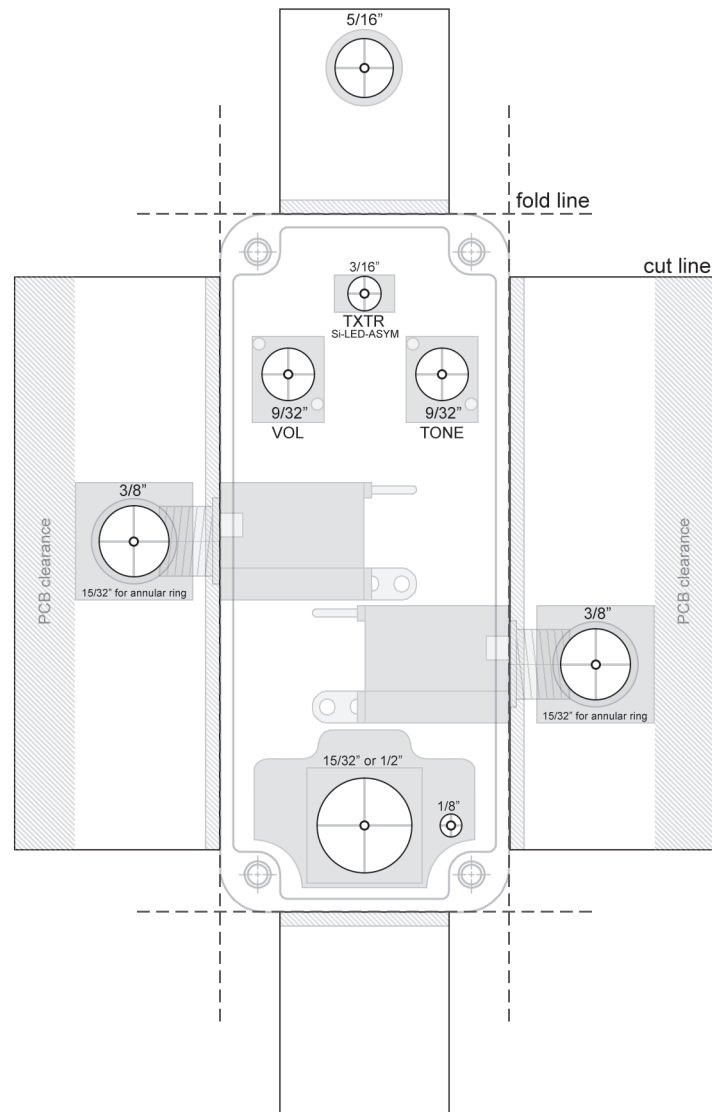 5/16”
fold line
cut line
3/16”
TXTR
Si-LED-ASYM
9/32”
VOL
9/32”
TONE
3/8”
15/32” for annular ring
PCB clearance
3/8”
15/32” for annular ring
PCB clearance
15/32” or 1/2”
1/8”